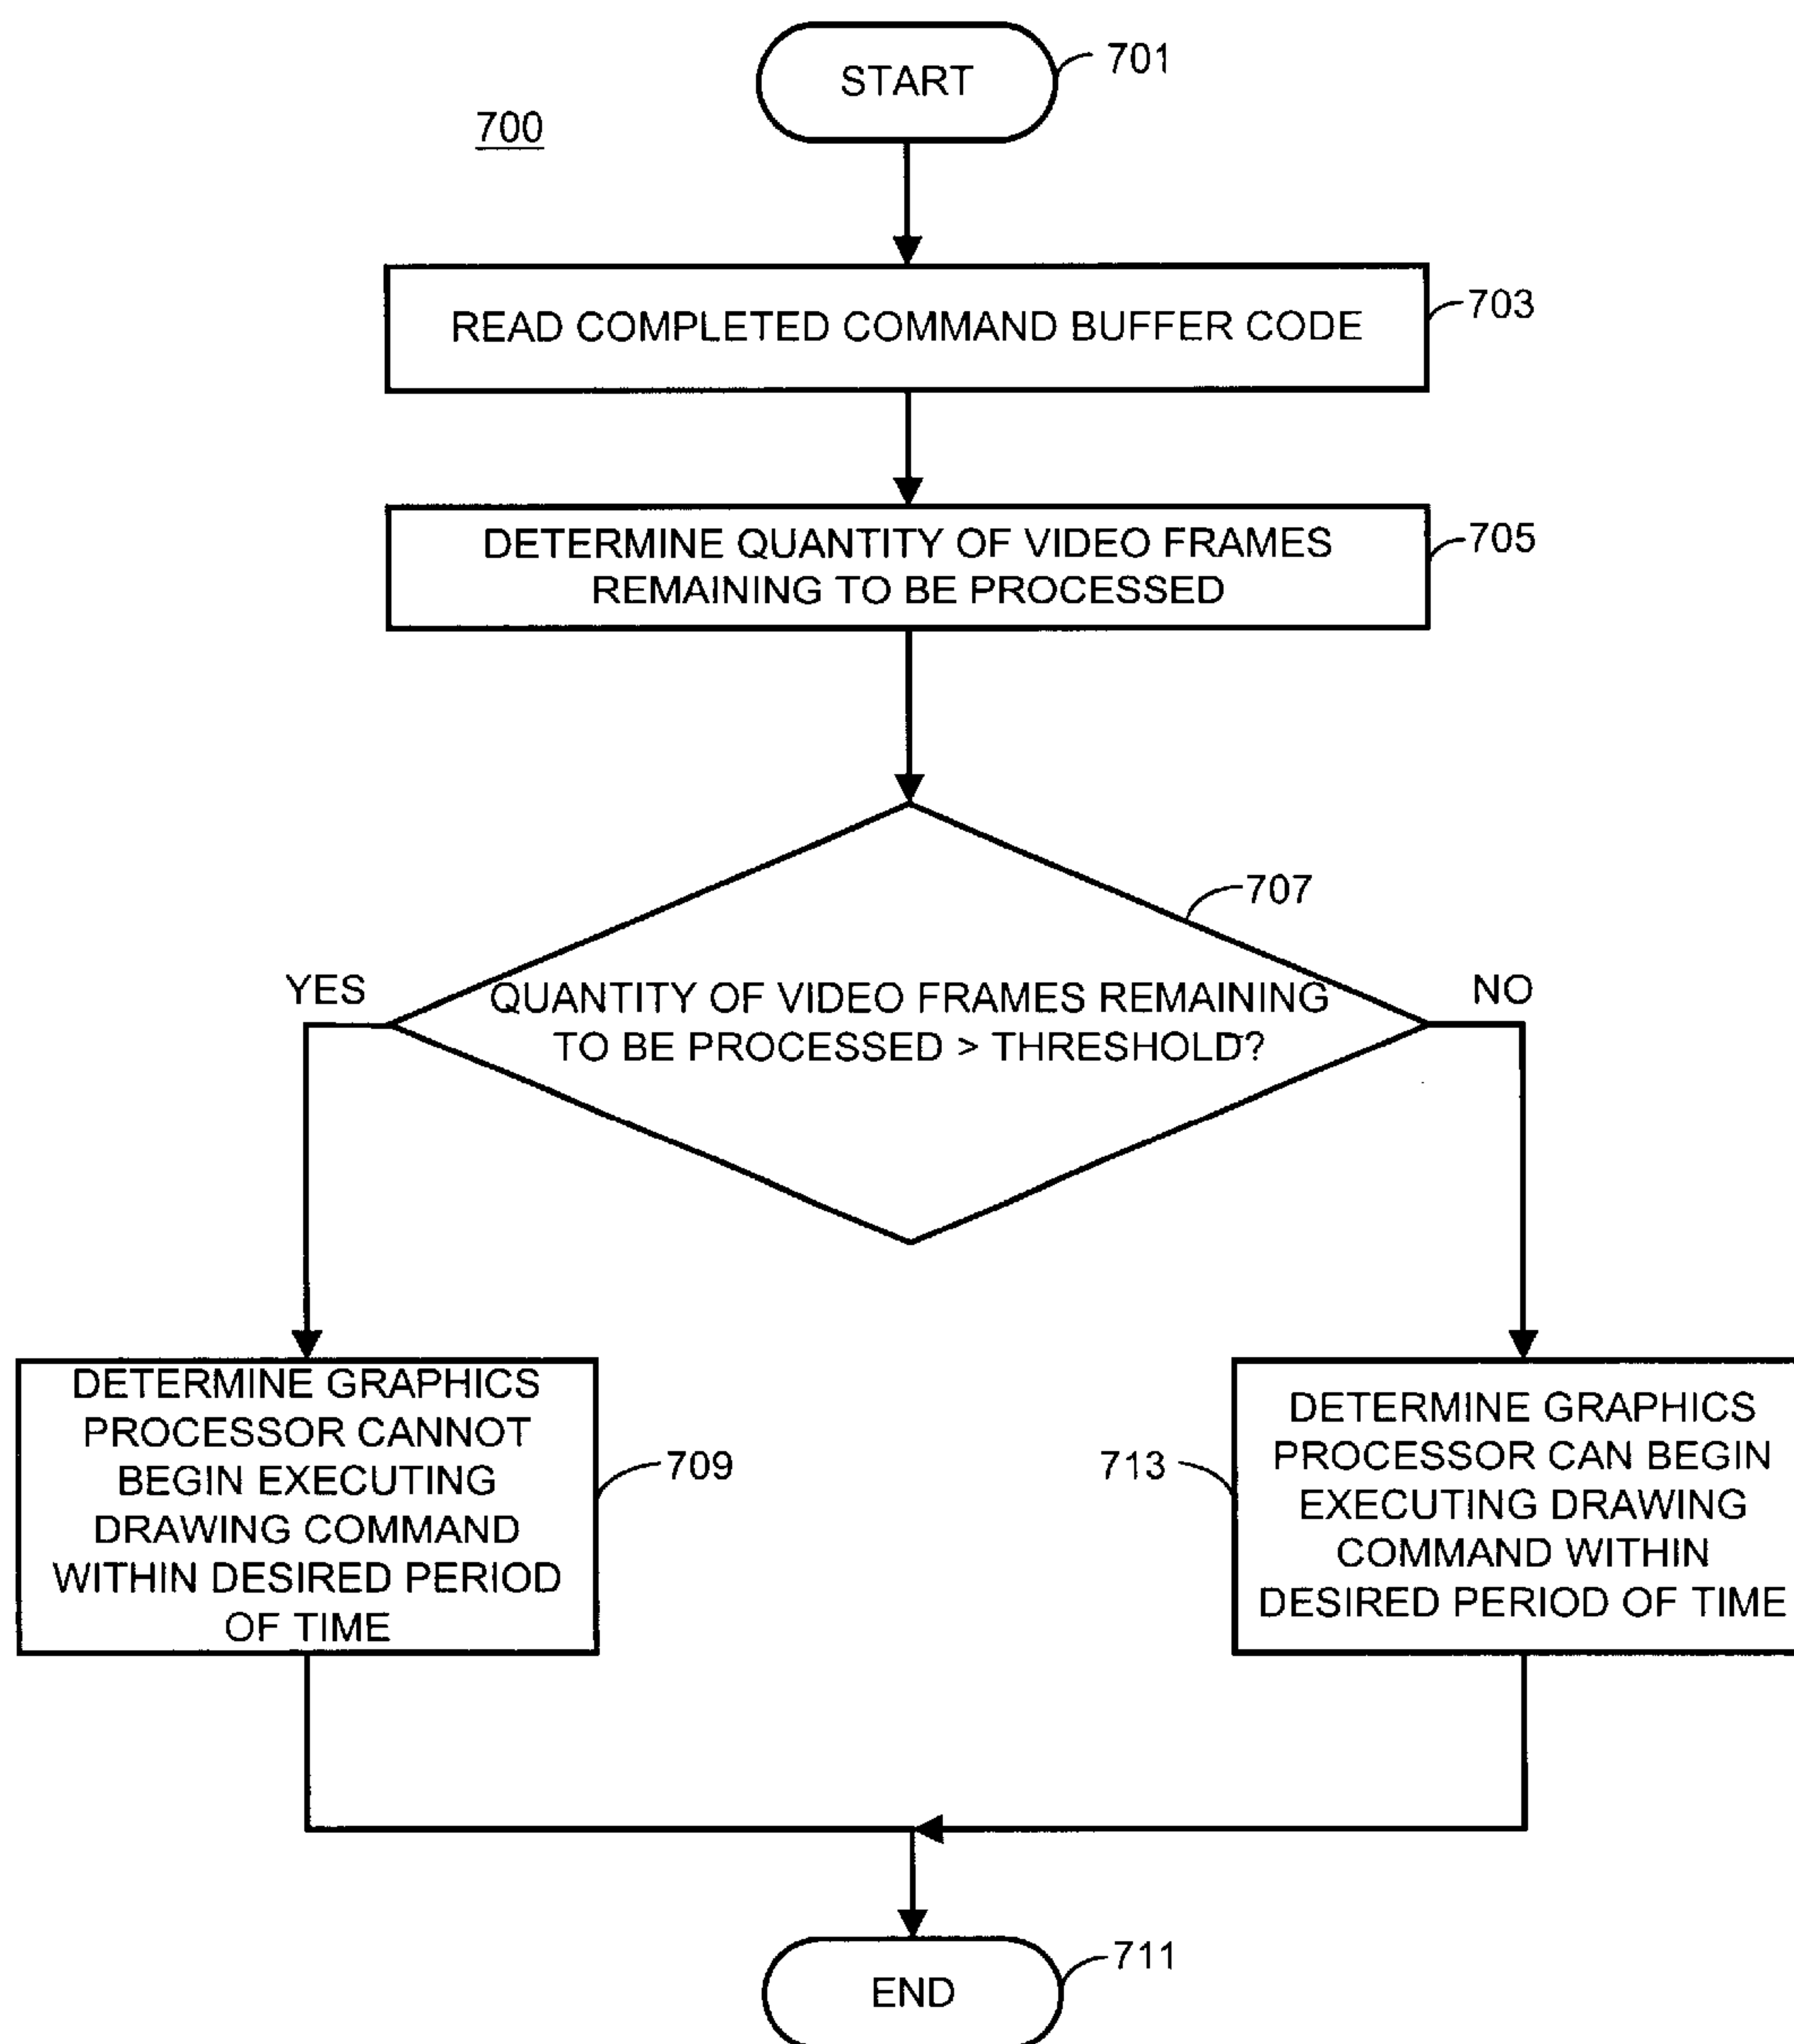 START
701
700
READ COMPLETED COMMAND BUFFER CODE
703
DETERMINE QUANTITY OF VIDEO FRAMES
REMAINING TO BE PROCESSED
705
707
YES
QUANTITY OF VIDEO FRAMES REMAINING
TO BE PROCESSED > THRESHOLD?
NO
DETERMINE GRAPHICS
PROCESSOR CANNOT
BEGIN EXECUTING
DRAWING COMMAND
WITHIN DESIRED PERIOD
OF TIME
709
713
DETERMINE GRAPHICS
PROCESSOR CAN BEGIN
EXECUTING DRAWING
COMMAND WITHIN
DESIRED PERIOD OF TIME
END
711